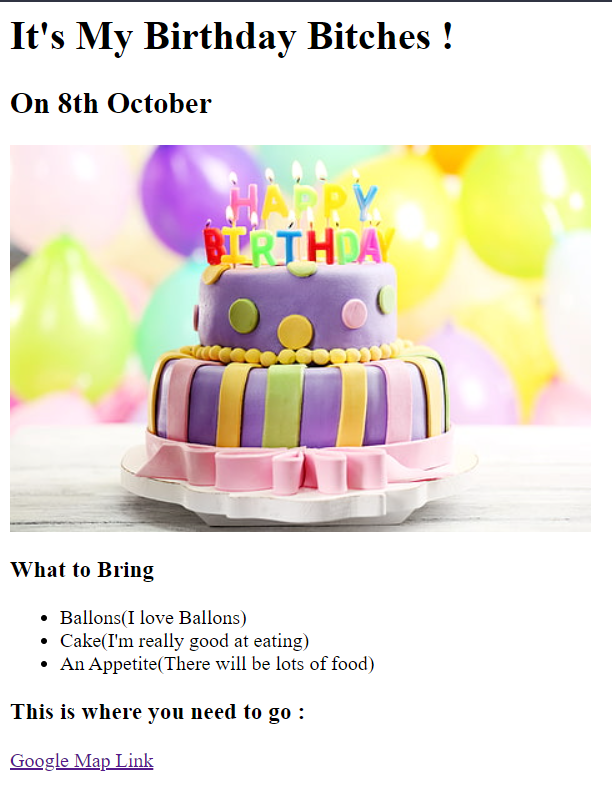 It's My Birthday Bitches !
On 8th October
HAPPY
BIRTHDAY
What to Bring
Ballons(I love Ballons)
Cake(I'm really good at eating)
An Appetite(There will be lots of food)
This is where you need to go :
Google Map Link